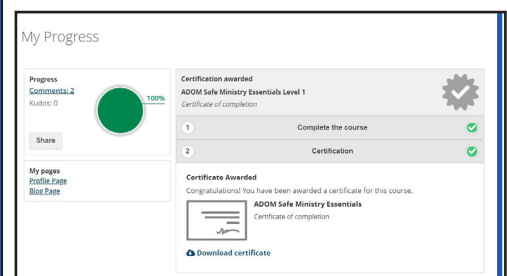 My Progress
Progress
Comments: 2
Kudos: 0
100%
Share
My pages
Profile Page
Blog Page
Certification awarded
ADOM Safe Ministry Essentials Level 1
Certificate of completion
1 Complete the course
2 Certification
Certificate Awarded
Congratulations! You have been awarded a certificate for this course.
ADOM Safe Ministry Essentials
Certificate of completion
Download certificate